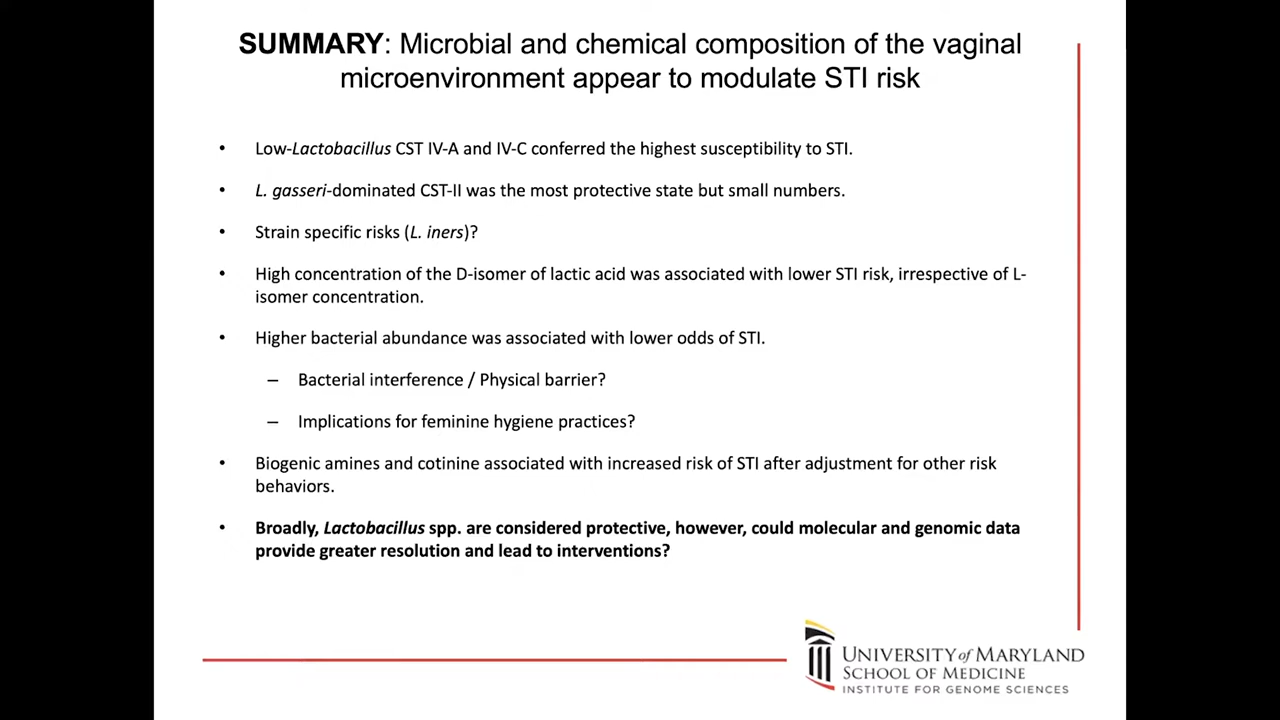 SUMMARY: Microbial and chemical composition of the vaginal
microenvironment appear to modulate STI risk
• Low-Lactobacillus CST IV-A and IV-C conferred the highest susceptibility to STI.
• L. gasseri-dominated CST-II was the most protective state but small numbers.
• Strain specific risks (L. iners)?
• High concentration of the D-isomer of lactic acid was associated with lower STI risk, irrespective of L-
isomer concentration.
• Higher bacterial abundance was associated with lower odds of STI.
– Bacterial interference / Physical barrier?
– Implications for feminine hygiene practices?
• Biogenic amines and cotinine associated with increased risk of STI after adjustment for other risk
behaviors.
• Broadly, Lactobacillus spp. are considered protective, however, could molecular and genomic data
provide greater resolution and lead to interventions?
UNIVERSITY of MARYLAND
SCHOOL OF MEDICINE
INSTITUTE FOR GENOME SCIENCES